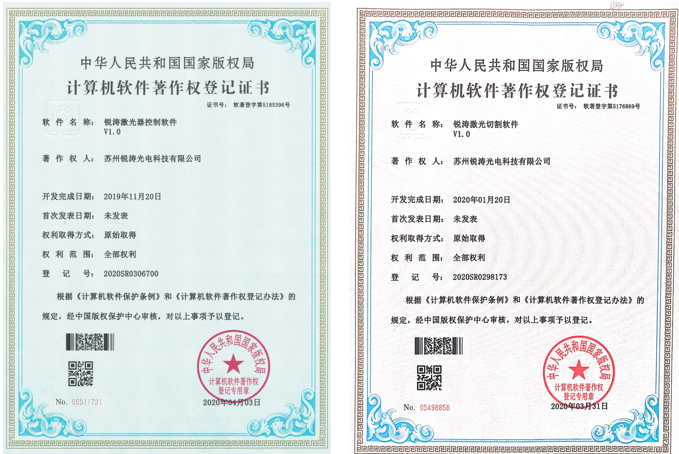 中华人民共和国国家版权局
计算机软件著作权登记证书
证书号： 软著登字第5185396号
软 件 名 称： 锐涛激光器控制软件
V1.0
著 作 权 人： 苏州锐涛光电科技有限公司
开发完成日期： 2019年11月20日
首次发表日期： 未发表
权利取得方式： 原始取得
权 利 范 围： 全部权利
登 记 号： 2020SR0306700
根据《计算机软件保护条例》和《计算机软件著作权登记办法》的
规定，经中国版权保护中心审核，对以上事项予以登记。
中华人民共和国国家版权局
计算机软件著作权
登记专用章
No. 05511731
2020年04月03日
中华人民共和国国家版权局
计算机软件著作权登记证书
证书号： 软著登字第5176869号
软 件 名 称： 锐涛激光切割软件
V1.0
著 作 权 人： 苏州锐涛光电科技有限公司
开发完成日期： 2020年01月20日
首次发表日期： 未发表
权利取得方式： 原始取得
权 利 范 围： 全部权利
登 记 号： 2020SR0298173
根据《计算机软件保护条例》和《计算机软件著作权登记办法》的
规定，经中国版权保护中心审核，对以上事项予以登记。
中华人民共和国国家版权局
计算机软件著作权
登记专用章
No. 05498856
2020年03月31日